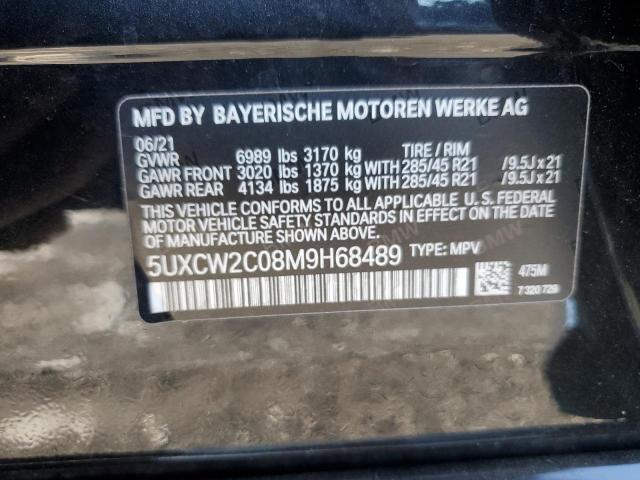 MFD BY BAYERISCHE MOTOREN WERKE AG
06/21
GVWR 6989 lbs 3170 kg TIRE / RIM
GAWR FRONT 3020 lbs 1370 kg WITH 285/45 R21 /9.5J x 21
GAWR REAR 4134 lbs 1875 kg WITH 285/45 R21 /9.5J x 21
THIS VEHICLE CONFORMS TO ALL APPLICABLE U.S. FEDERAL
MOTOR VEHICLE SAFETY STANDARDS IN EFFECT ON THE DATE
OF MANUFACTURE SHOWN ABOVE.
5UXCW2C08M9H68489 TYPE: MPV
475M
7 320 729